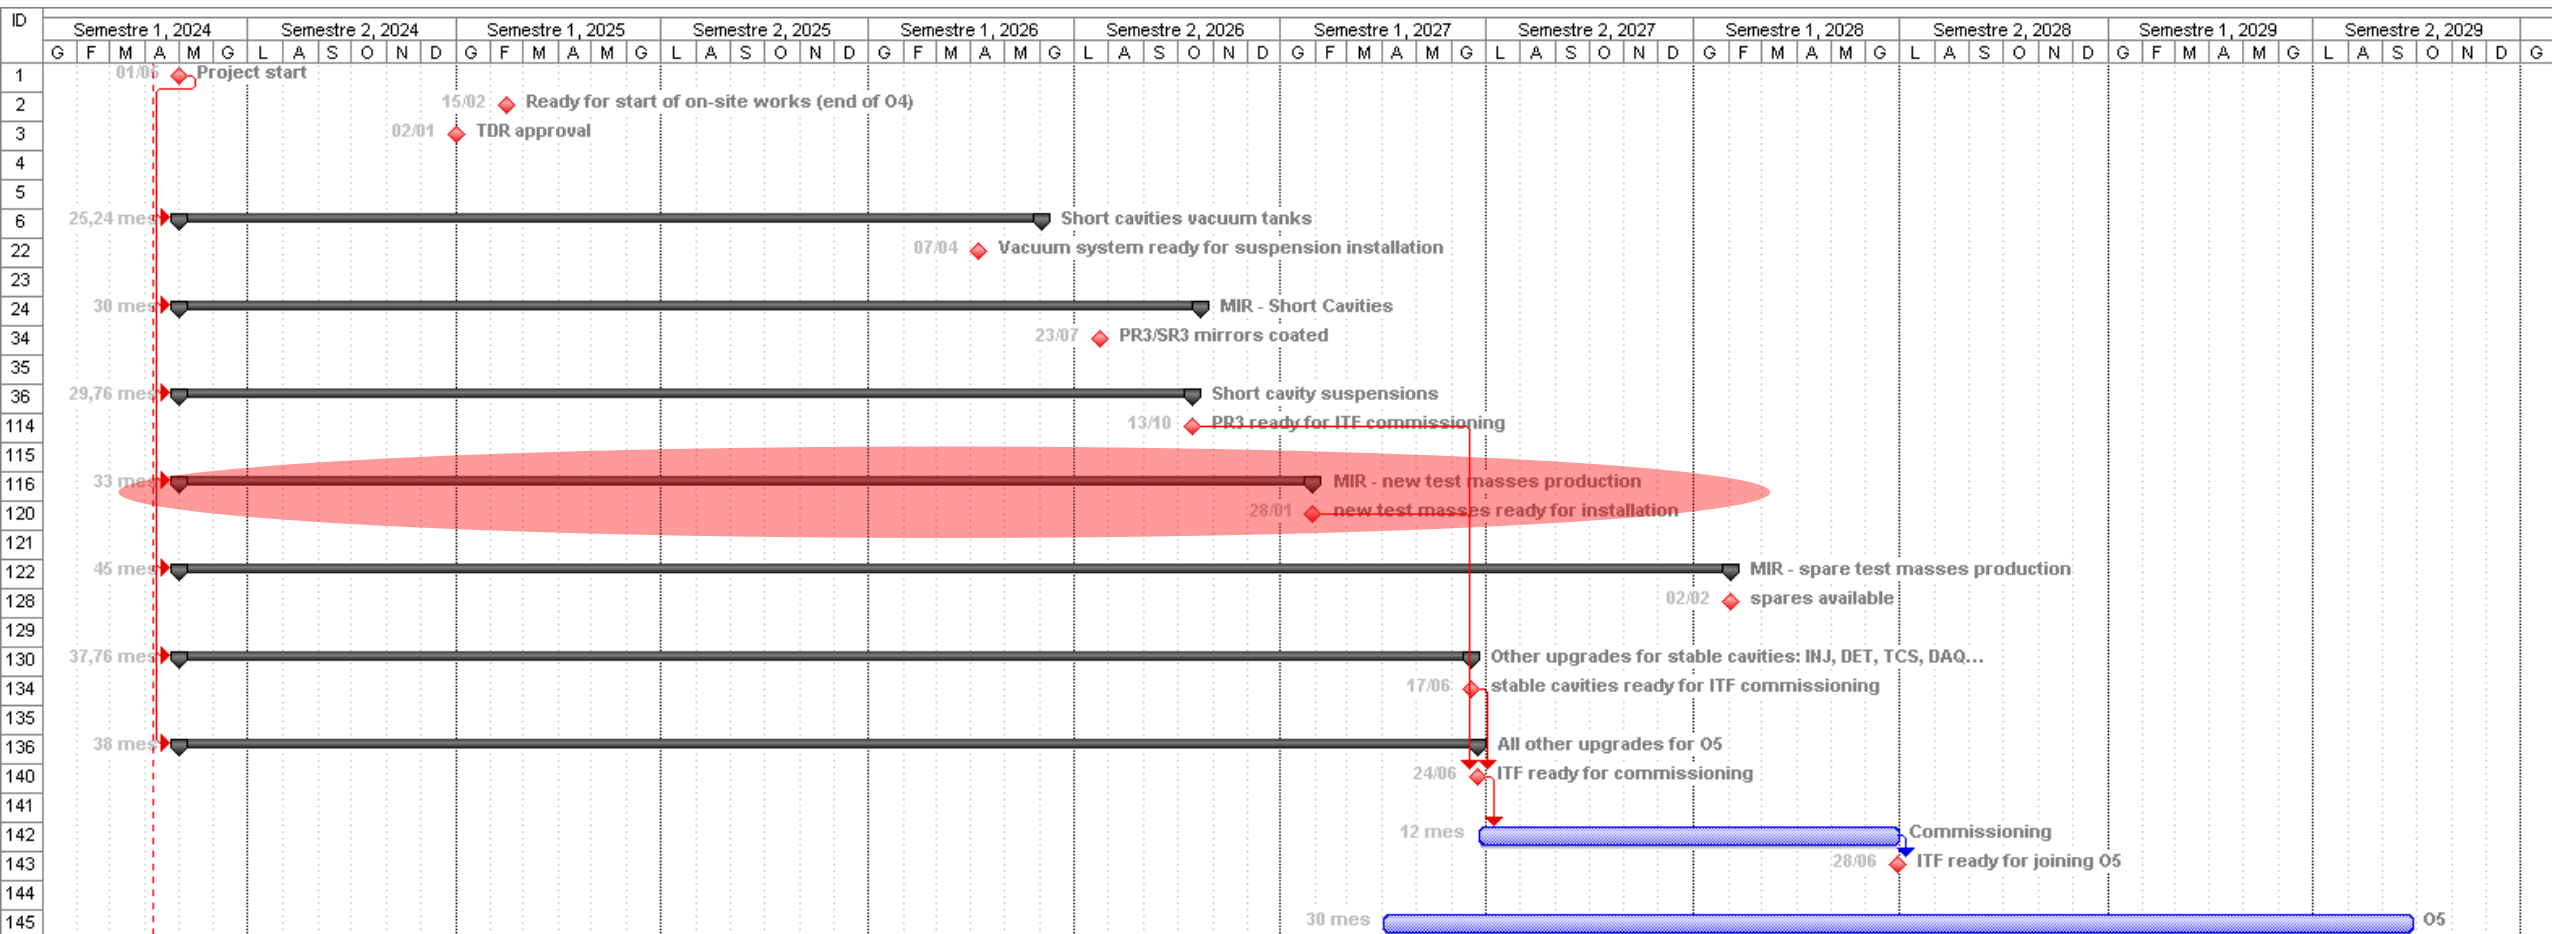 ID
Semestre 1, 2024 Semestre 2, 2024 Semestre 1, 2025 Semestre 2, 2025 Semestre 1, 2026 Semestre 2, 2026 Semestre 1, 2027 Semestre 2, 2027 Semestre 1, 2028 Semestre 2, 2028 Semestre 1, 2029 Semestre 2, 2029
G F M A M G L A S O N D G F M A M G L A S O N D G F M A M G L A S O N D G F M A M G L A S O N D G F M A M G L A S O N D G F M A M G L A S O N D G
1 01/05 Project start
2 15/02 Ready for start of on-site works (end of O4)
3 02/01 TDR approval
4
5
6 25,24 mes Short cavities vacuum tanks
22 07/04 Vacuum system ready for suspension installation
23
24 30 mes MIR - Short Cavities
34 23/07 PR3/SR3 mirrors coated
35
36 29,76 mes Short cavity suspensions
114 13/10 PR3 ready for ITF commissioning
115
116 33 mes MIR - new test masses production
120 28/01 new test masses ready for installation
121
122 45 mes MIR - spare test masses production
128 02/02 spares available
129
130 37,76 mes Other upgrades for stable cavities: INJ, DET, TCS, DAQ...
134 17/06 stable cavities ready for ITF commissioning
135
136 38 mes All other upgrades for O5
140 24/06 ITF ready for commissioning
141
142 12 mes Commissioning
143 28/06 ITF ready for joining O5
144
145 30 mes O5